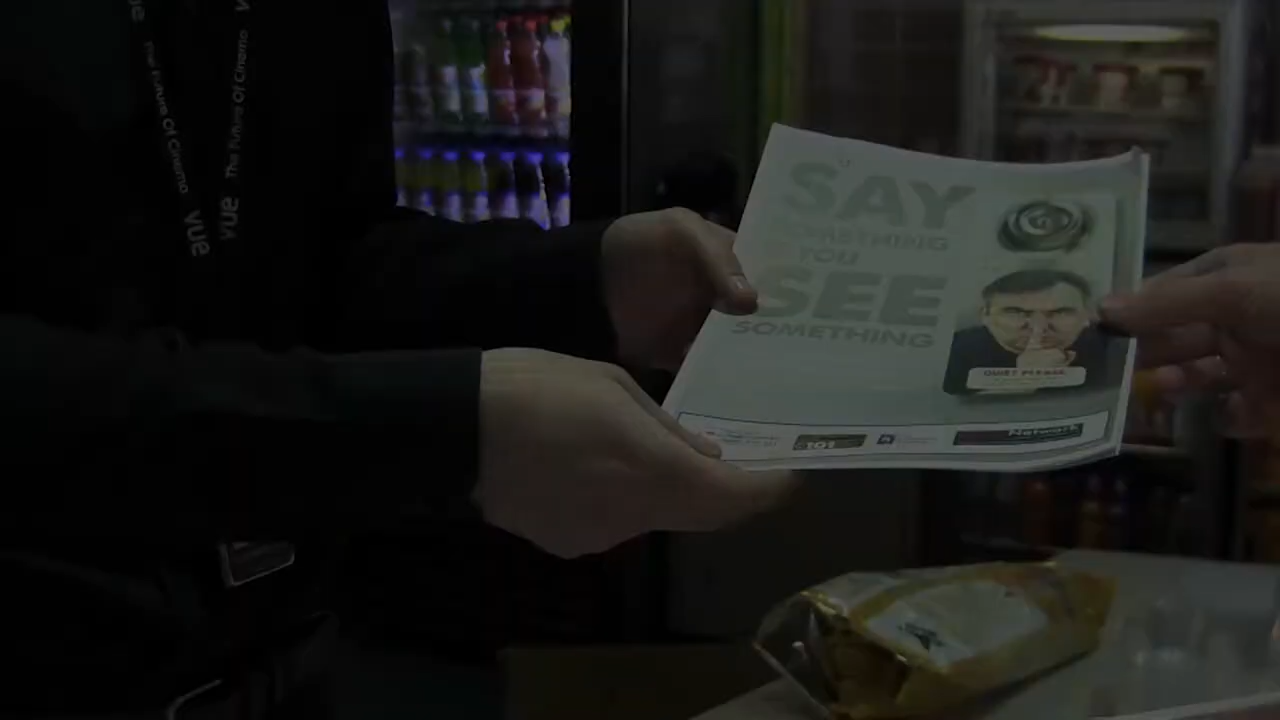 The Future Of Cinema
vue
The Future Of Cinema
vue
SAY
SOMETHING
YOU
SEE
SOMETHING
QUIET PLEASE
101
Network